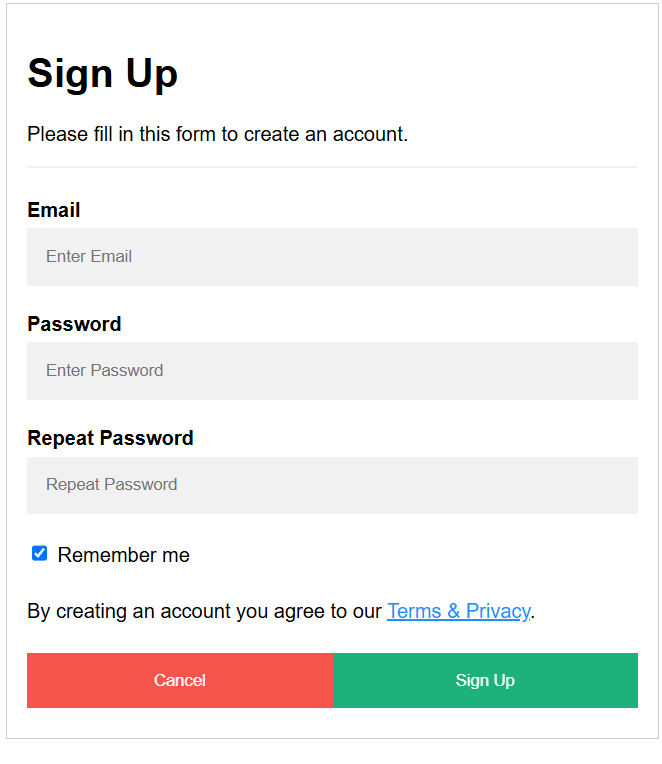 Sign Up
Please fill in this form to create an account.
Email
Enter Email
Password
Enter Password
Repeat Password
Repeat Password
Remember me
By creating an account you agree to our Terms & Privacy.
Cancel
Sign Up